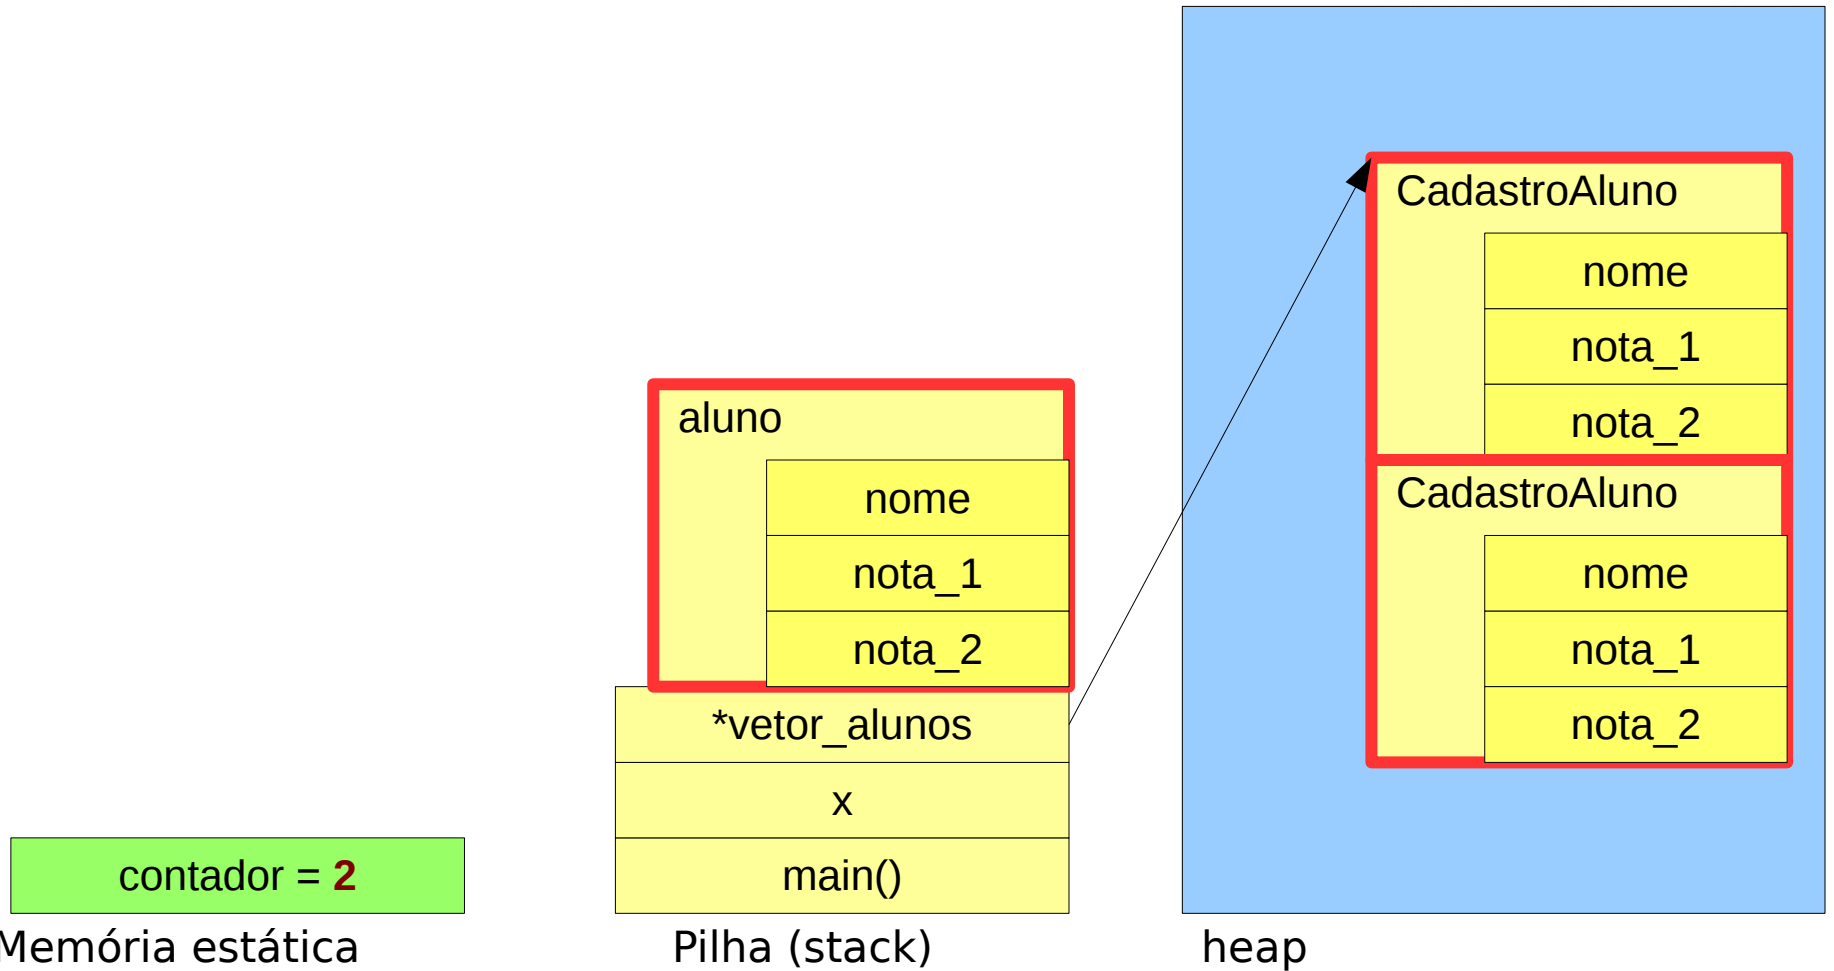 CadastroAluno
nome
nota_1
nota_2
CadastroAluno
nome
nota_1
nota_2
aluno
nome
nota_1
nota_2
*vetor_alunos
x
main()
contador = 2
Memória estática
Pilha (stack)
heap